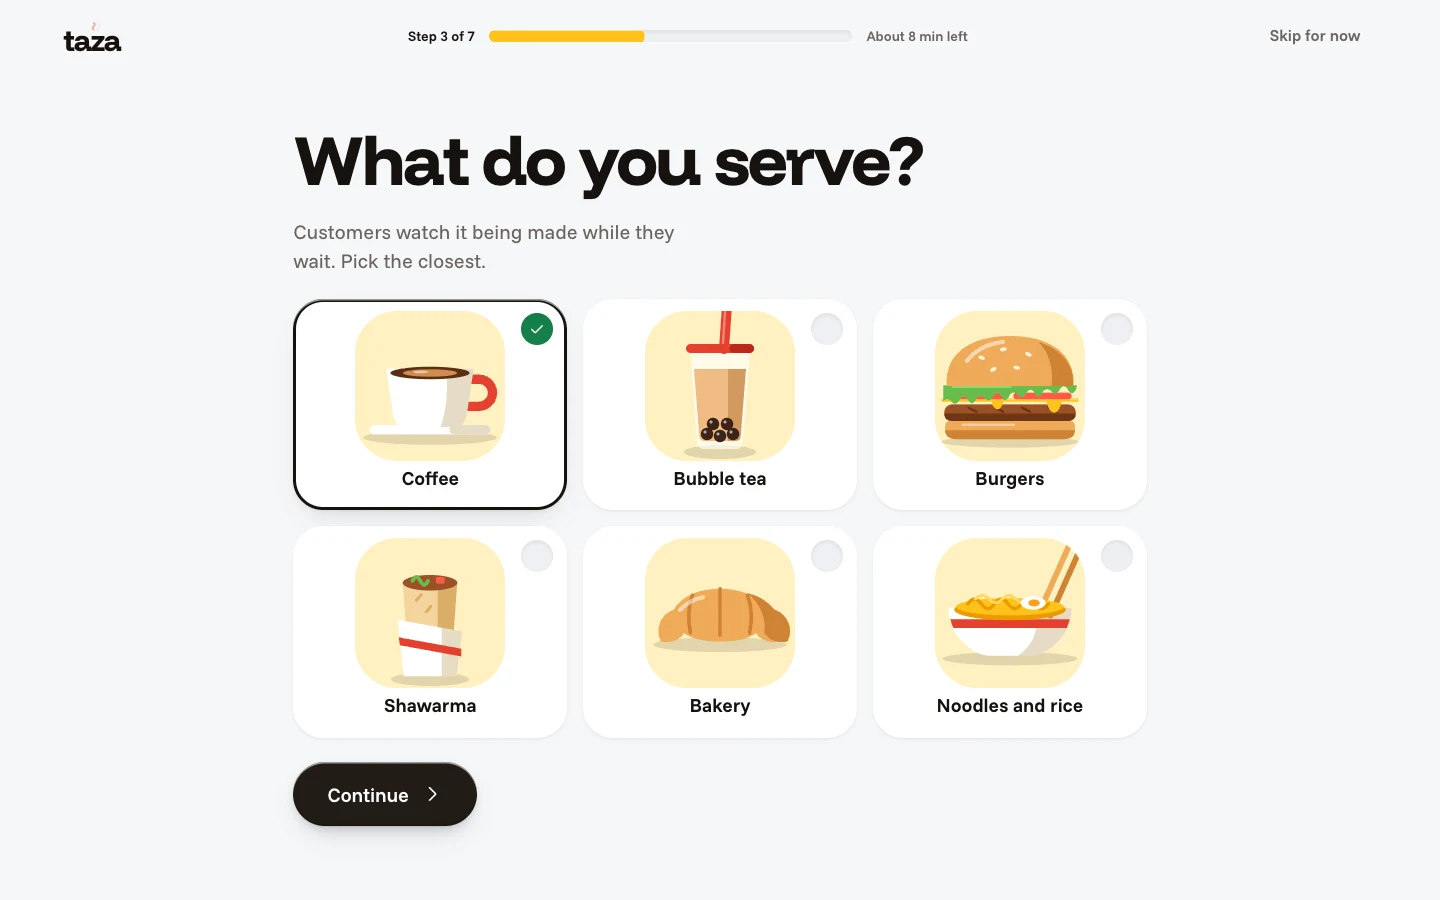 taza
Step 3 of 7
About 8 min left
Skip for now
What do you serve?
Customers watch it being made while they
wait. Pick the closest.
Coffee
Bubble tea
Burgers
Shawarma
Bakery
Noodles and rice
Continue